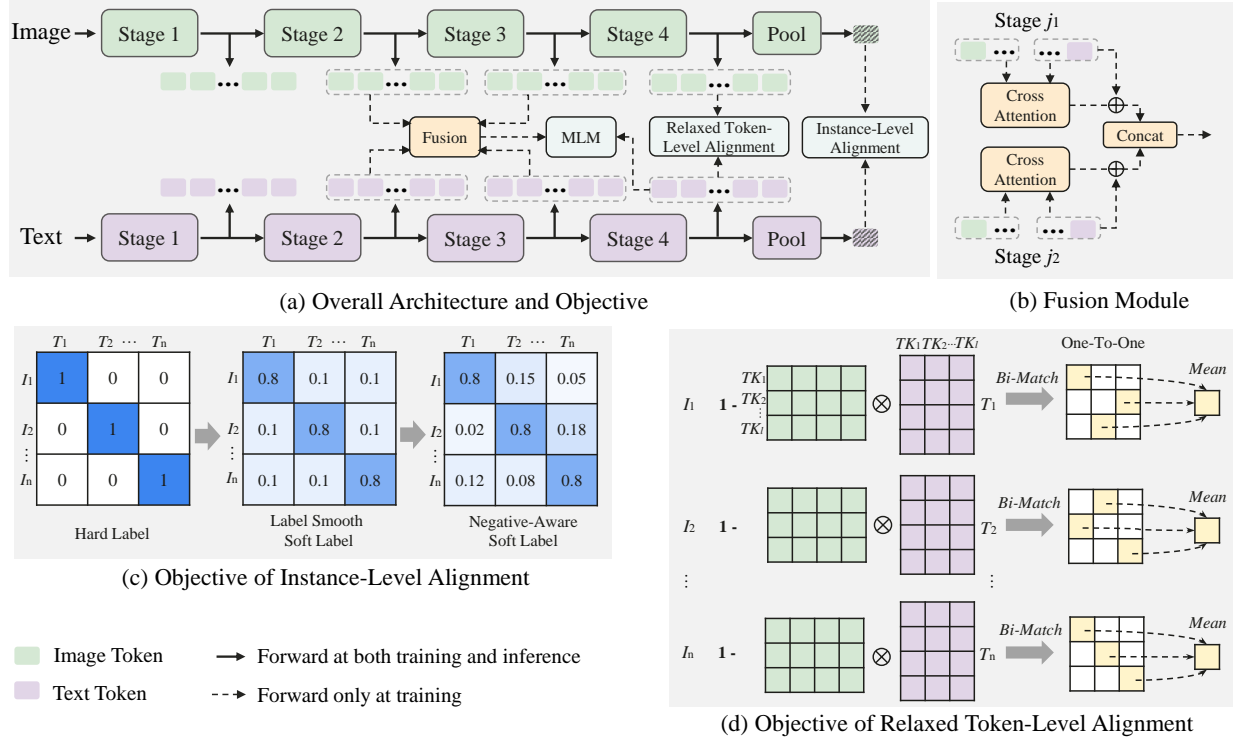 Image
Stage 1
Stage 2
Stage 3
Stage 4
Pool
Fusion
MLM
Relaxed Token-
Level Alignment
Instance-Level
Alignment
Text
Stage 1
Stage 2
Stage 3
Stage 4
Pool
(a) Overall Architecture and Objective
Stage j1
Cross
Attention
Concat
Cross
Attention
Stage j2
(b) Fusion Module
T1 T2 ··· Tn
I1 1 0 0
I2 0 1 0
⋮
In 0 0 1
Hard Label
T1 T2 ··· Tn
I1 0.8 0.1 0.1
I2 0.1 0.8 0.1
⋮
In 0.1 0.1 0.8
Label Smooth
Soft Label
T1 T2 ··· Tn
I1 0.8 0.15 0.05
I2 0.02 0.8 0.18
⋮
In 0.12 0.08 0.8
Negative-Aware
Soft Label
(c) Objective of Instance-Level Alignment
Image Token
Forward at both training and inference
Text Token
Forward only at training
TK1 TK2 ··· TKl
One-To-One
TK1
TK2
⋮
TKl
I1 1 - ⊗ T1 Bi-Match Mean
I2 1 - ⊗ T2 Bi-Match Mean
⋮ ⋮
In 1 - ⊗ Tn Bi-Match Mean
(d) Objective of Relaxed Token-Level Alignment